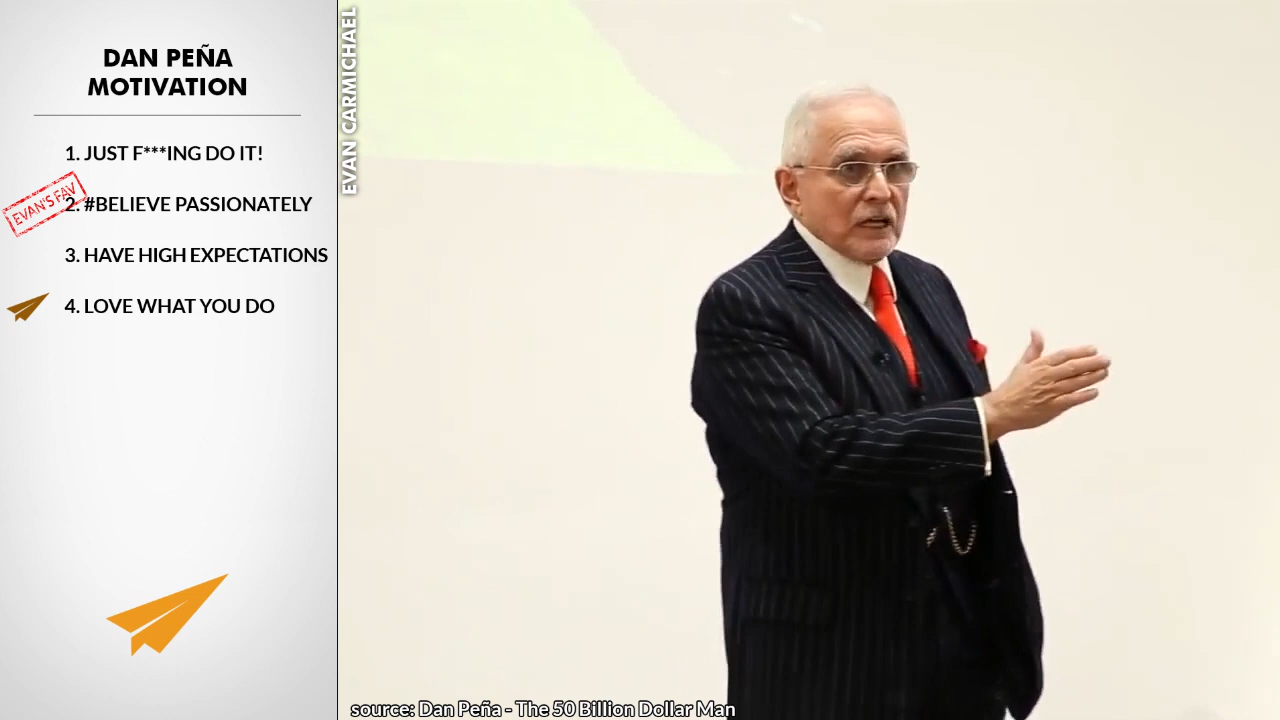 DAN PEÑA
MOTIVATION
1. JUST F***ING DO IT!
EVAN'S FAV
2. #BELIEVE PASSIONATELY
3. HAVE HIGH EXPECTATIONS
4. LOVE WHAT YOU DO
EVAN CARMICHAEL
source: Dan Peña - The 50 Billion Dollar Man